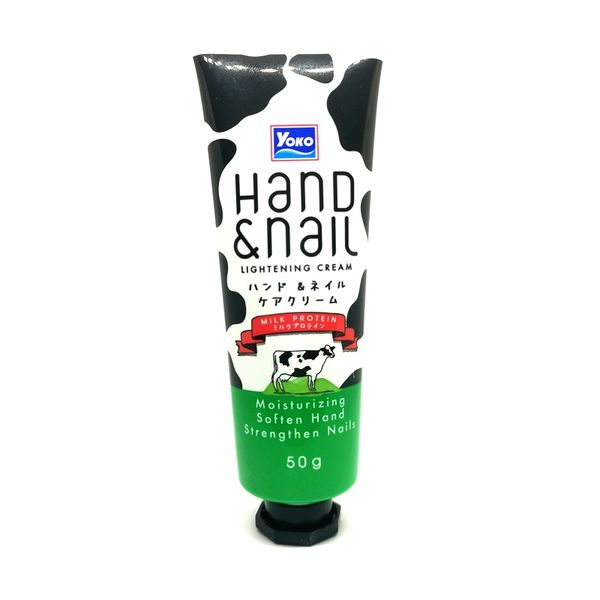 YOKO
Hand
& naiL
LIGHTENING CREAM
ハンド & ネイル
ケアクリーム
MILK PROTEIN
ミルクプロテイン
Moisturizing
Soften Hand
Strengthen Nails
50 g